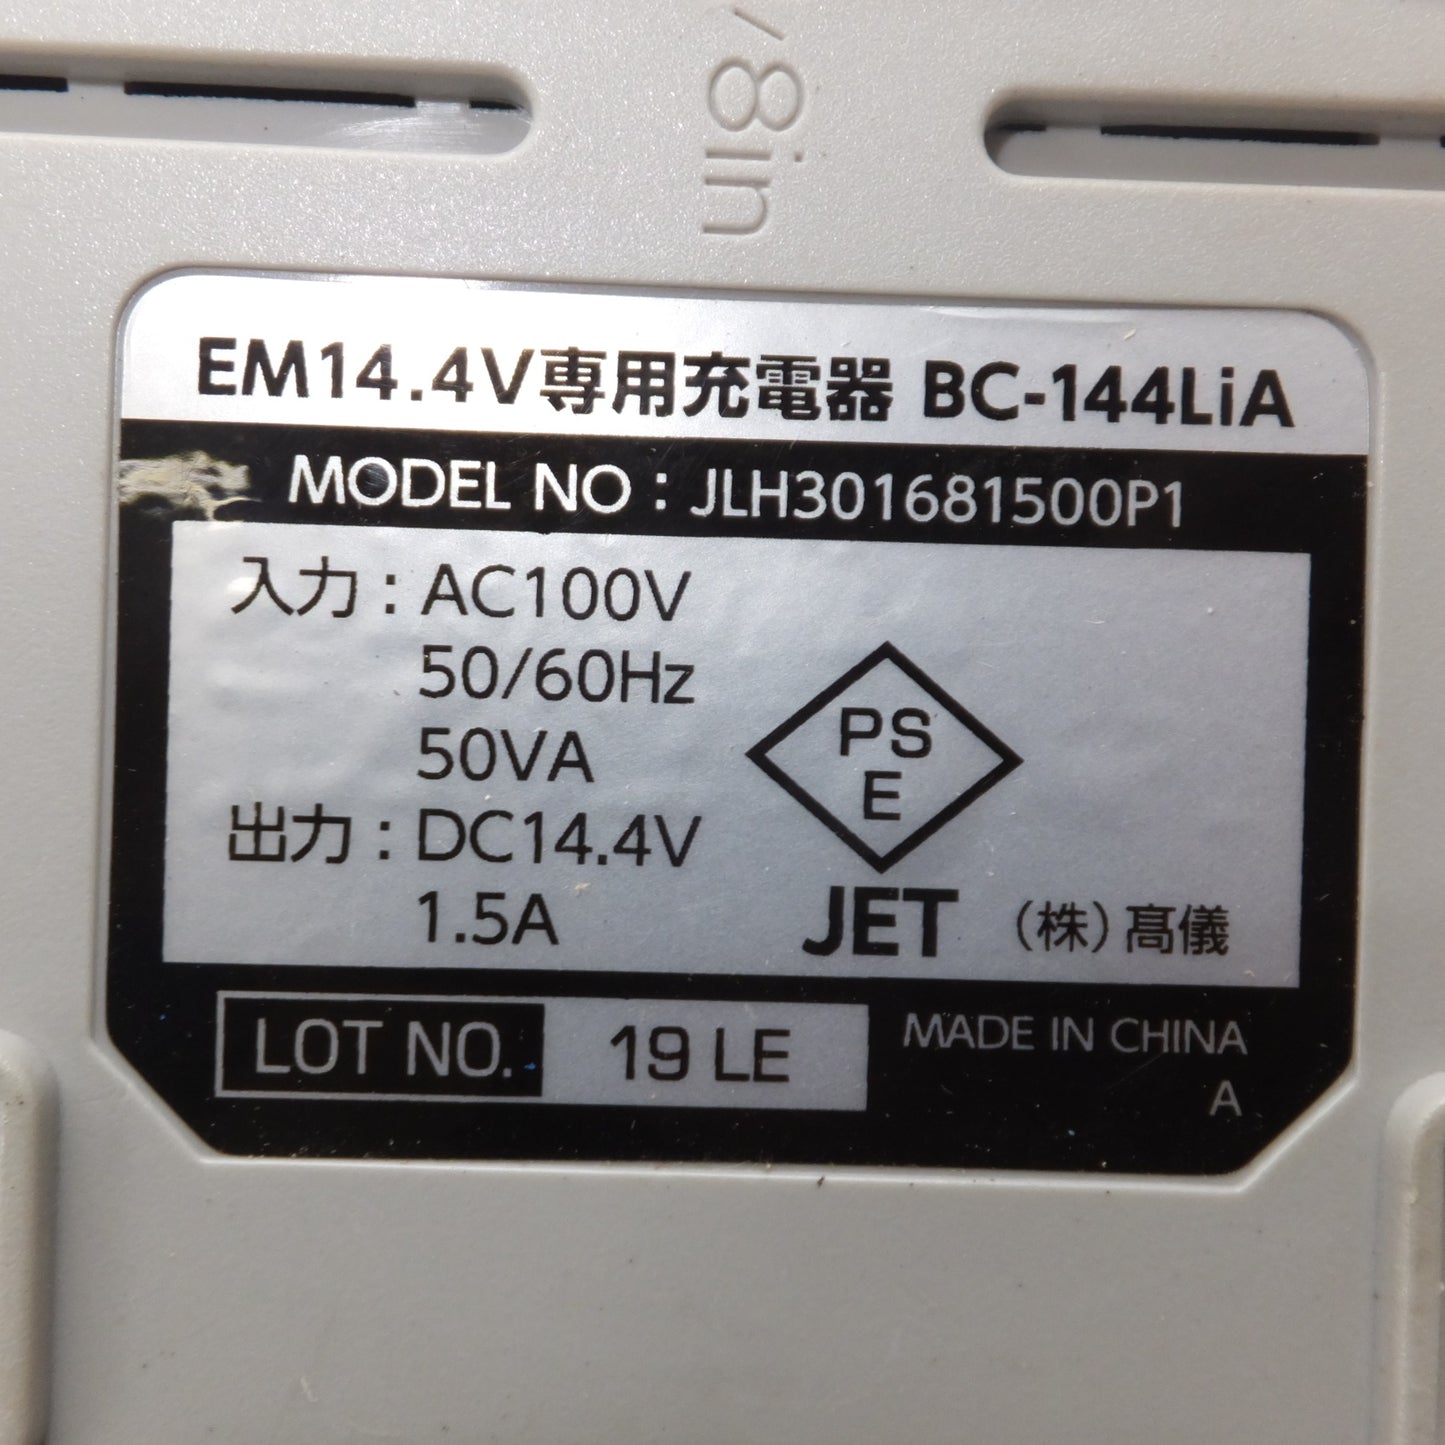 /8in
EM14.4V専用充電器 BC-144LiA
MODEL NO：JLH301681500P1
入力：AC100V
50/60Hz
50VA
出力：DC14.4V
1.5A
PS
E
JET （株）髙儀
LOT NO. 19 LE
MADE IN CHINA
A